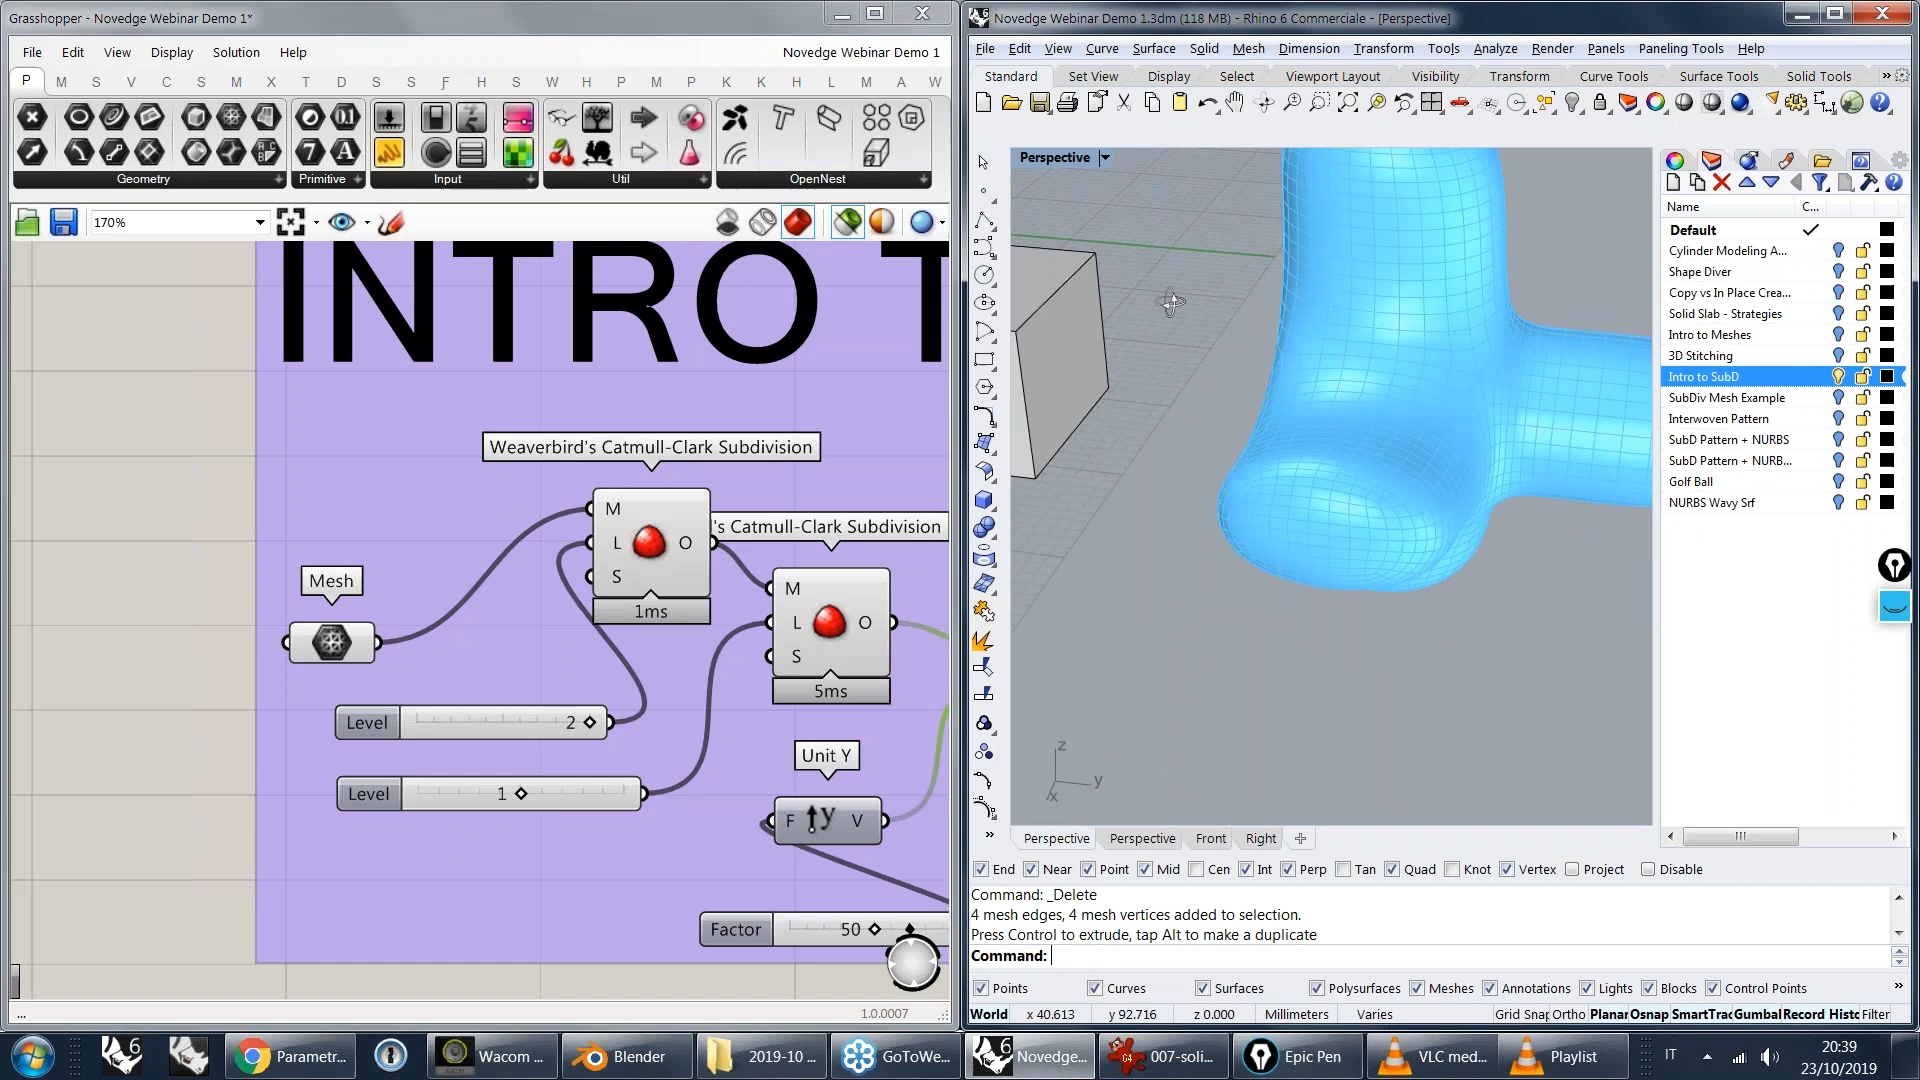 Grasshopper - Novedge Webinar Demo 1*
File Edit View Display Solution Help
Novedge Webinar Demo 1
P M S V C S M X T D S S F H S W H P M P K K H L M A W
Geometry
Primitive
Input
Util
OpenNest
170%
INTRO T
Weaverbird's Catmull-Clark Subdivision
M
L
S
O
1ms
's Catmull-Clark Subdivision
M
L
S
O
5ms
Mesh
Level 2
Level 1
Unit Y
F y V
Factor 50
...
1.0.0007
Novedge Webinar Demo 1.3dm (118 MB) - Rhino 6 Commerciale - [Perspective]
File Edit View Curve Surface Solid Mesh Dimension Transform Tools Analyze Render Panels Paneling Tools Help
Standard Set View Display Select Viewport Layout Visibility Transform Curve Tools Surface Tools Solid Tools »
Perspective
z
y
x
Name C...
Default
Cylinder Modeling A...
Shape Diver
Copy vs In Place Crea...
Solid Slab - Strategies
Intro to Meshes
3D Stitching
Intro to SubD
SubDiv Mesh Example
Interwoven Pattern
SubD Pattern + NURBS
SubD Pattern + NURB...
Golf Ball
NURBS Wavy Srf
Perspective Perspective Front Right
End Near Point Mid Cen Int Perp Tan Quad Knot Vertex Project Disable
Command: _Delete
4 mesh edges, 4 mesh vertices added to selection.
Press Control to extrude, tap Alt to make a duplicate
Command:
Points Curves Surfaces Polysurfaces Meshes Annotations Lights Blocks Control Points »
World x 40.613 y 92.716 z 0.000 Millimeters Varies Grid Snap Ortho Planar Osnap SmartTrac Gumbal Record Histo Filter
6 Parametr... Wacom ... Blender 2019-10 ... GoToWe... Novedge... 007-soli... Epic Pen VLC med... Playlist IT
20:39
23/10/2019